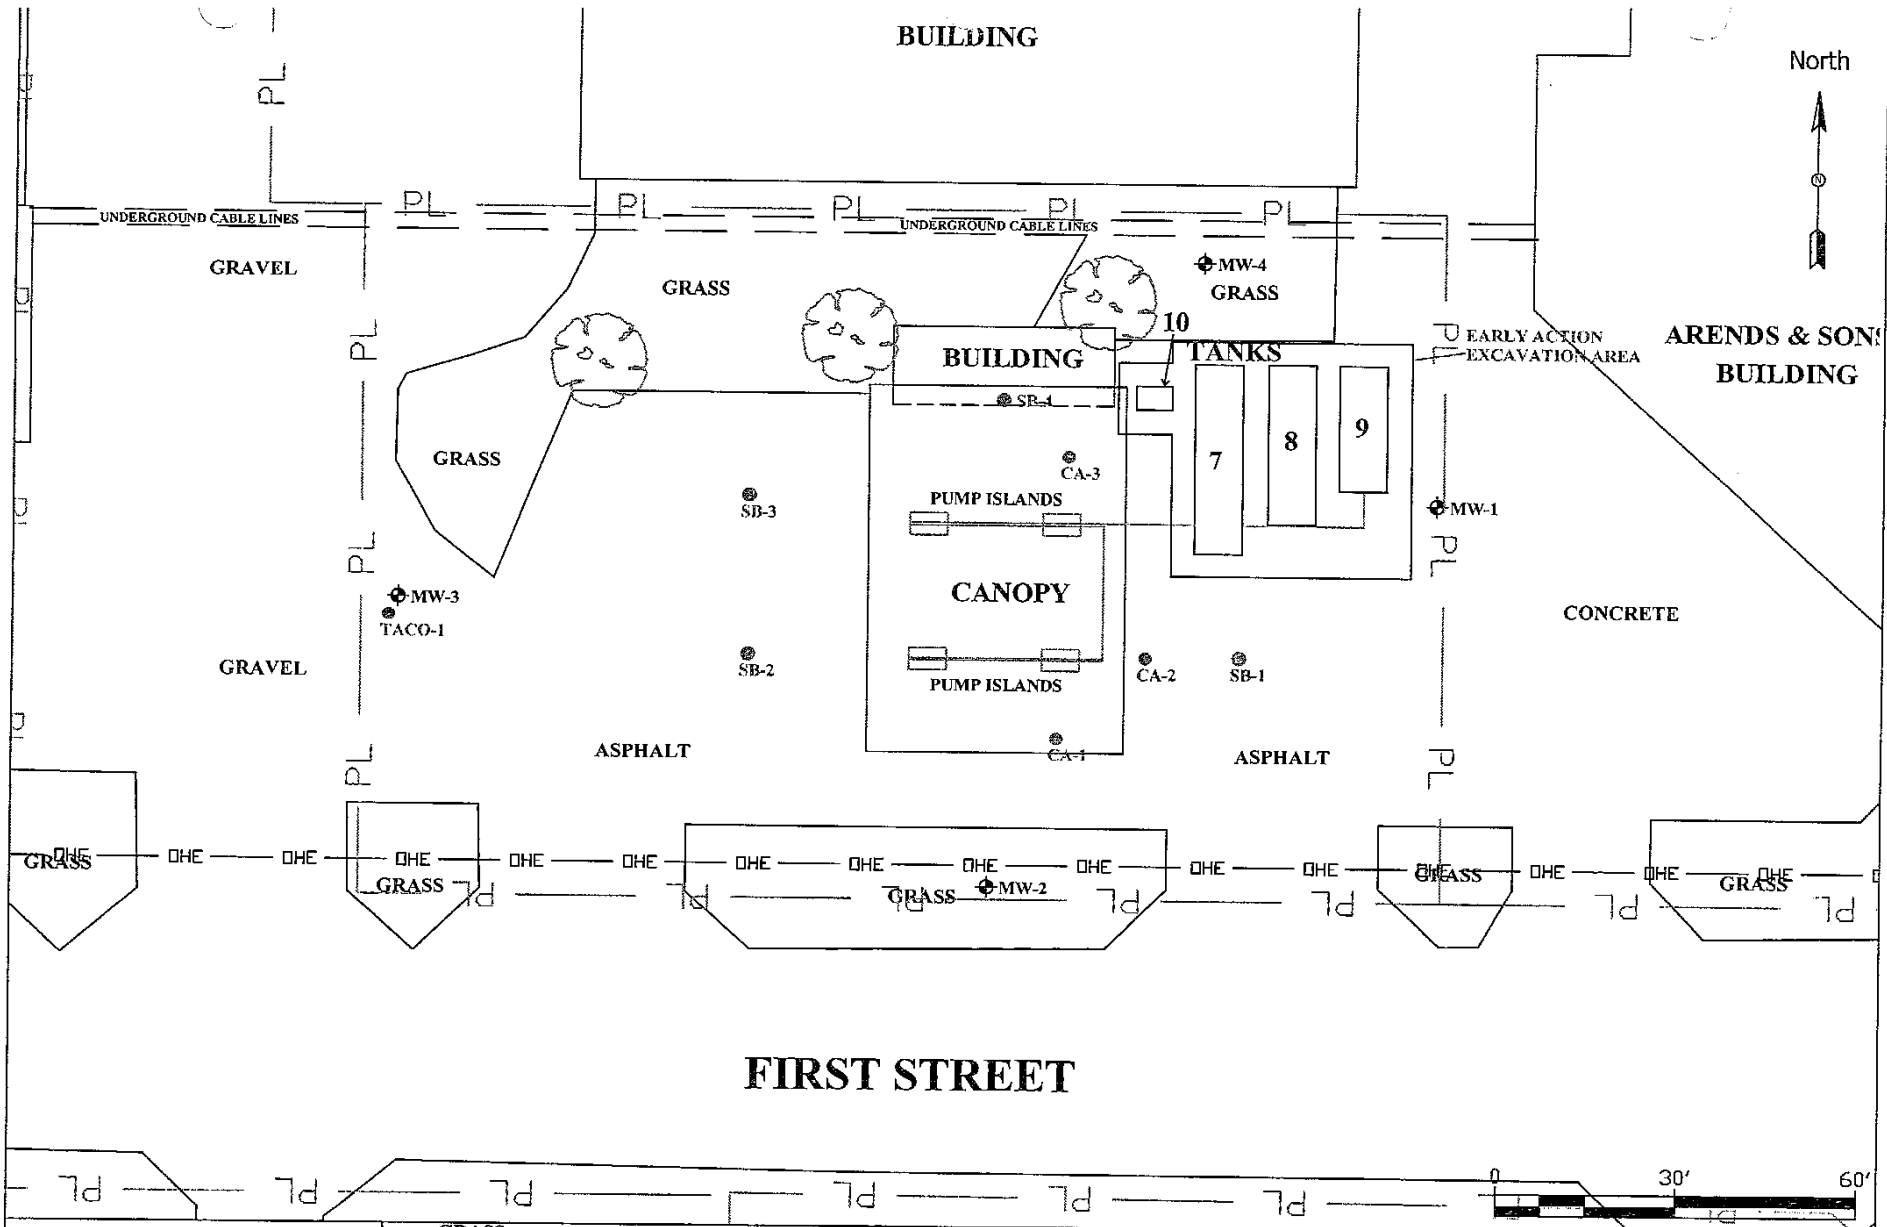 BUILDING
North
PL
PL
PL PL PL PL PL
UNDERGROUND CABLE LINES
UNDERGROUND CABLE LINES
N
GRAVEL
MW-4
GRASS
GRASS
10
PL
PL
EARLY ACTION
EXCAVATION AREA
ARENDS & SONS
BUILDING
BUILDING
TANKS
SB-4
7
8
9
GRASS
CA-3
PUMP ISLANDS
SB-3
MW-1
PL
PL
CANOPY
MW-3
TACO-1
CONCRETE
GRAVEL
SB-2
CA-2
SB-1
PUMP ISLANDS
ASPHALT
CA-1
ASPHALT
PL
PL
GRASS
OHE OHE OHE OHE OHE OHE OHE OHE OHE OHE OHE OHE OHE OHE OHE OHE
GRASS
GRASS
MW-2
GRASS
GRASS
PL PL PL PL PL PL PL
FIRST STREET
0 30' 60'
PL PL PL PL PL PL